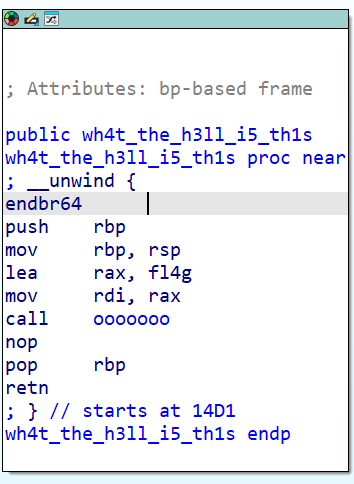 ; Attributes: bp-based frame
public wh4t_the_h3ll_i5_th1s
wh4t_the_h3ll_i5_th1s proc near
; __unwind {
endbr64
push    rbp
mov     rbp, rsp
lea     rax, fl4g
mov     rdi, rax
call    ooooooo
nop
pop     rbp
retn
; } // starts at 14D1
wh4t_the_h3ll_i5_th1s endp